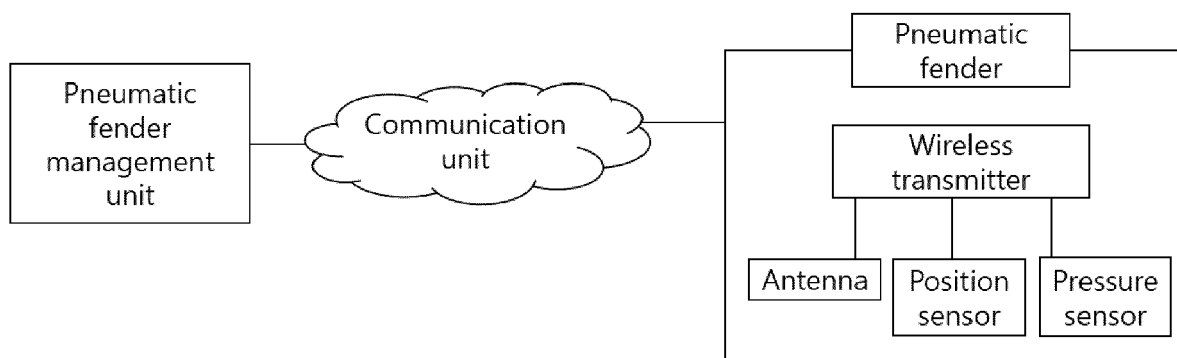 Pneumatic
fender
management
unit
Communication
unit
Pneumatic
fender
Wireless
transmitter
Antenna
Position
sensor
Pressure
sensor